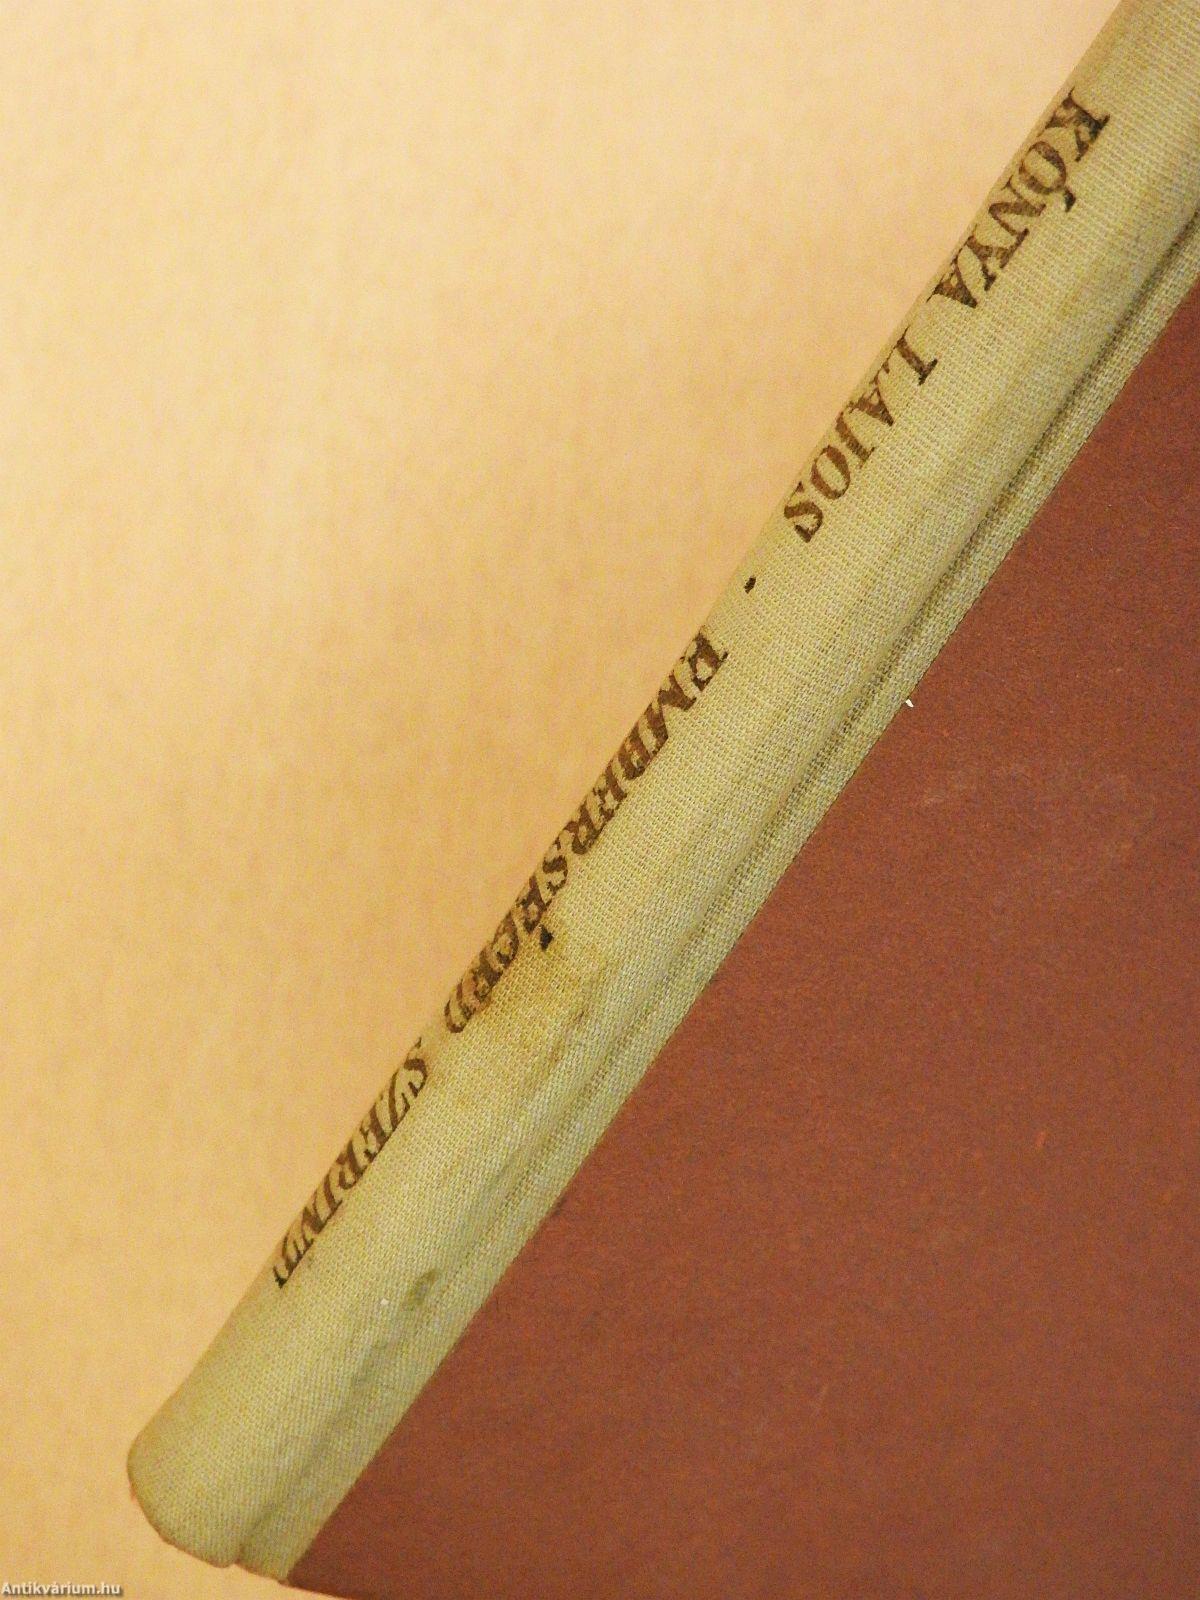 KÓNYA LAJOS · EMBERSÉGED SZERINT
Antikvárium.hu